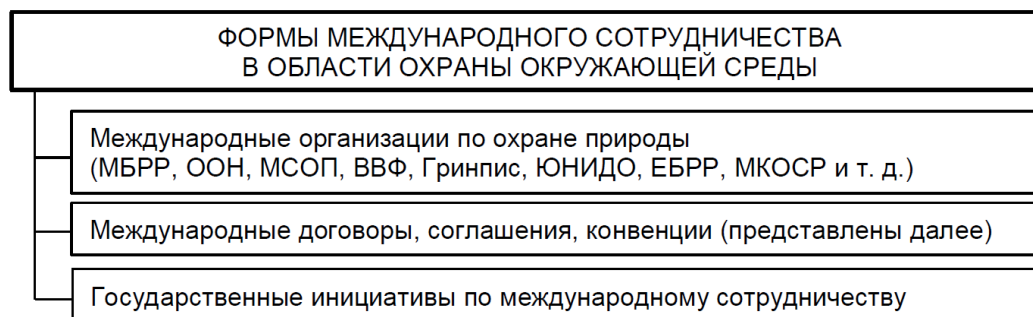 ФОРМЫ МЕЖДУНАРОДНОГО СОТРУДНИЧЕСТВА
В ОБЛАСТИ ОХРАНЫ ОКРУЖАЮЩЕЙ СРЕДЫ
Международные организации по охране природы
(МБРР, ООН, МСОП, ВВФ, Гринпис, ЮНИДО, ЕБРР, МКОСР и т. д.)
Международные договоры, соглашения, конвенции (представлены далее)
Государственные инициативы по международному сотрудничеству